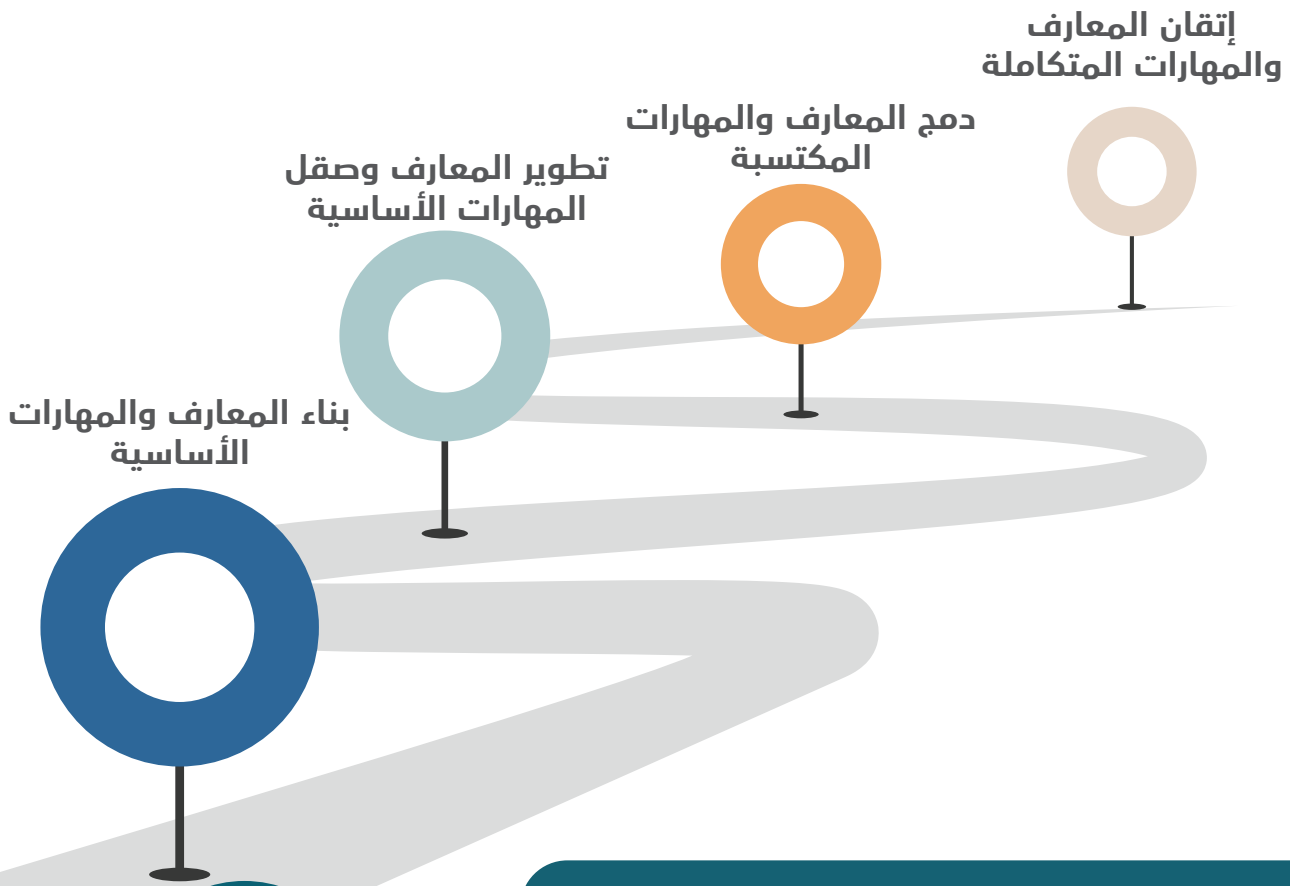 إتقان المعارف
والمهارات المتكاملة
دمج المعارف والمهارات
المكتسبة
تطوير المعارف وصقل
المهارات الأساسية
بناء المعارف والمهارات
الأساسية